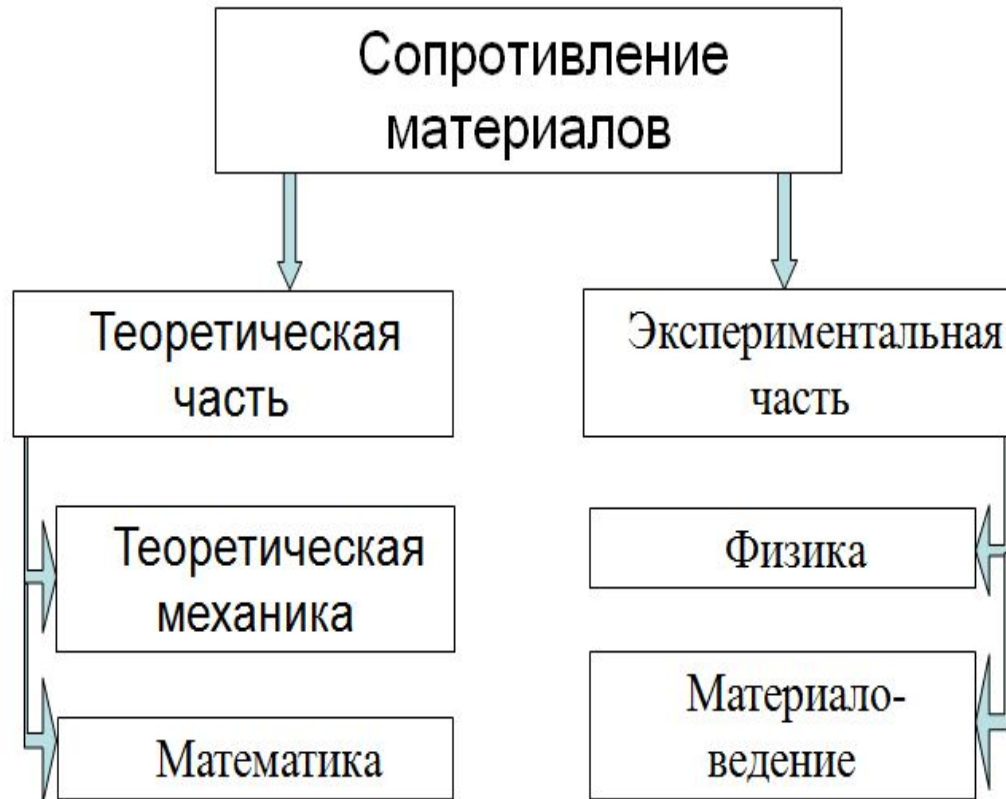 Сопротивление
материалов
Теоретическая
часть
Экспериментальная
часть
Теоретическая
механика
Математика
Физика
Материало-
ведение